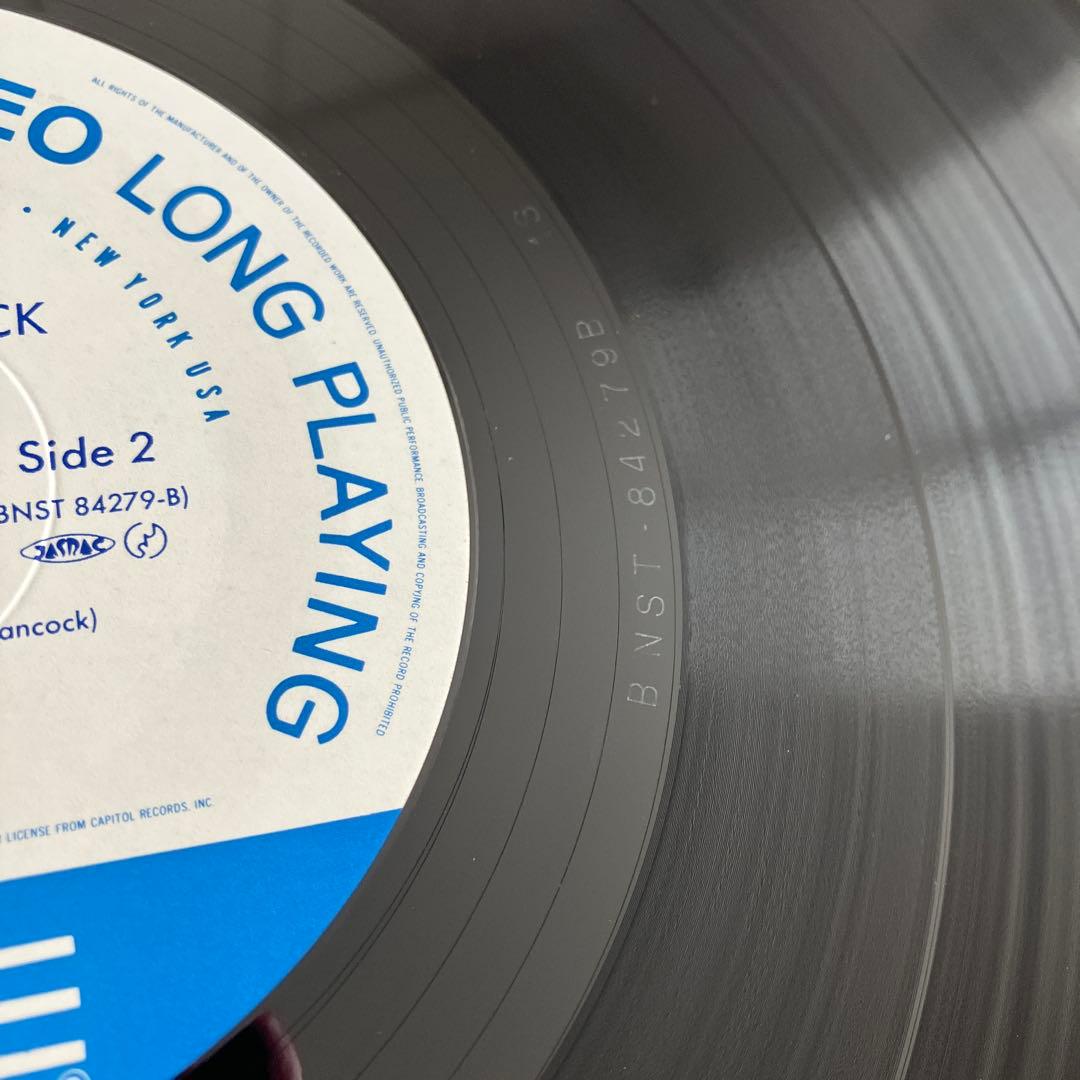 EO LONG PLAYING
ALL RIGHTS OF THE MANUFACTURER AND OF THE OWNER OF THE RECORDED WORK ARE RESERVED. UNAUTHORIZED PUBLIC PERFORMANCE, BROADCASTING AND COPYING OF THE RECORD PROHIBITED
· NEW YORK USA
CK
Side 2
BNST 84279-B)
JASRAC
ancock)
LICENSE FROM CAPITOL RECORDS, INC.
®
BNST-84279B